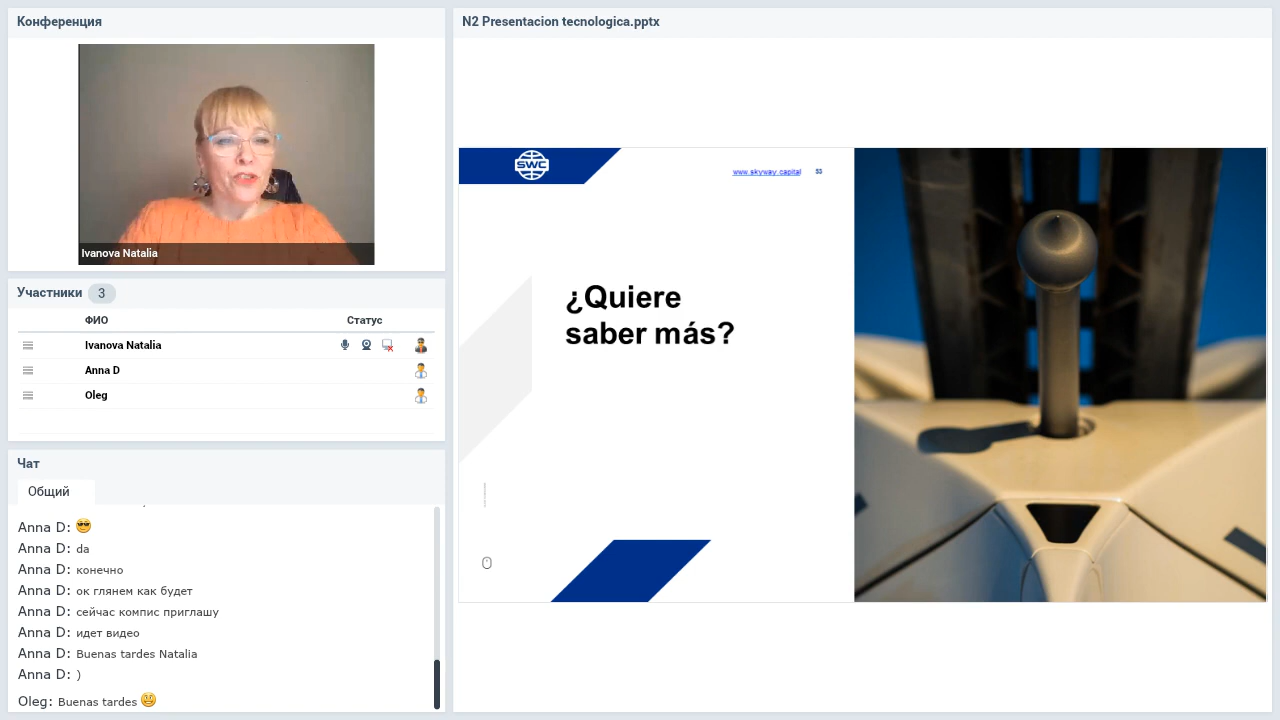 Конференция
Ivanova Natalia
Участники 3
ФИО Статус
Ivanova Natalia
Anna D
Oleg
Чат
Общий
Anna D:
Anna D: da
Anna D: конечно
Anna D: ок глянем как будет
Anna D: сейчас компис приглашу
Anna D: идет видео
Anna D: Buenas tardes Natalia
Anna D: )
Oleg: Buenas tardes
N2 Presentacion tecnologica.pptx
SWC
www.skyway.capital
¿Quiere
saber más?